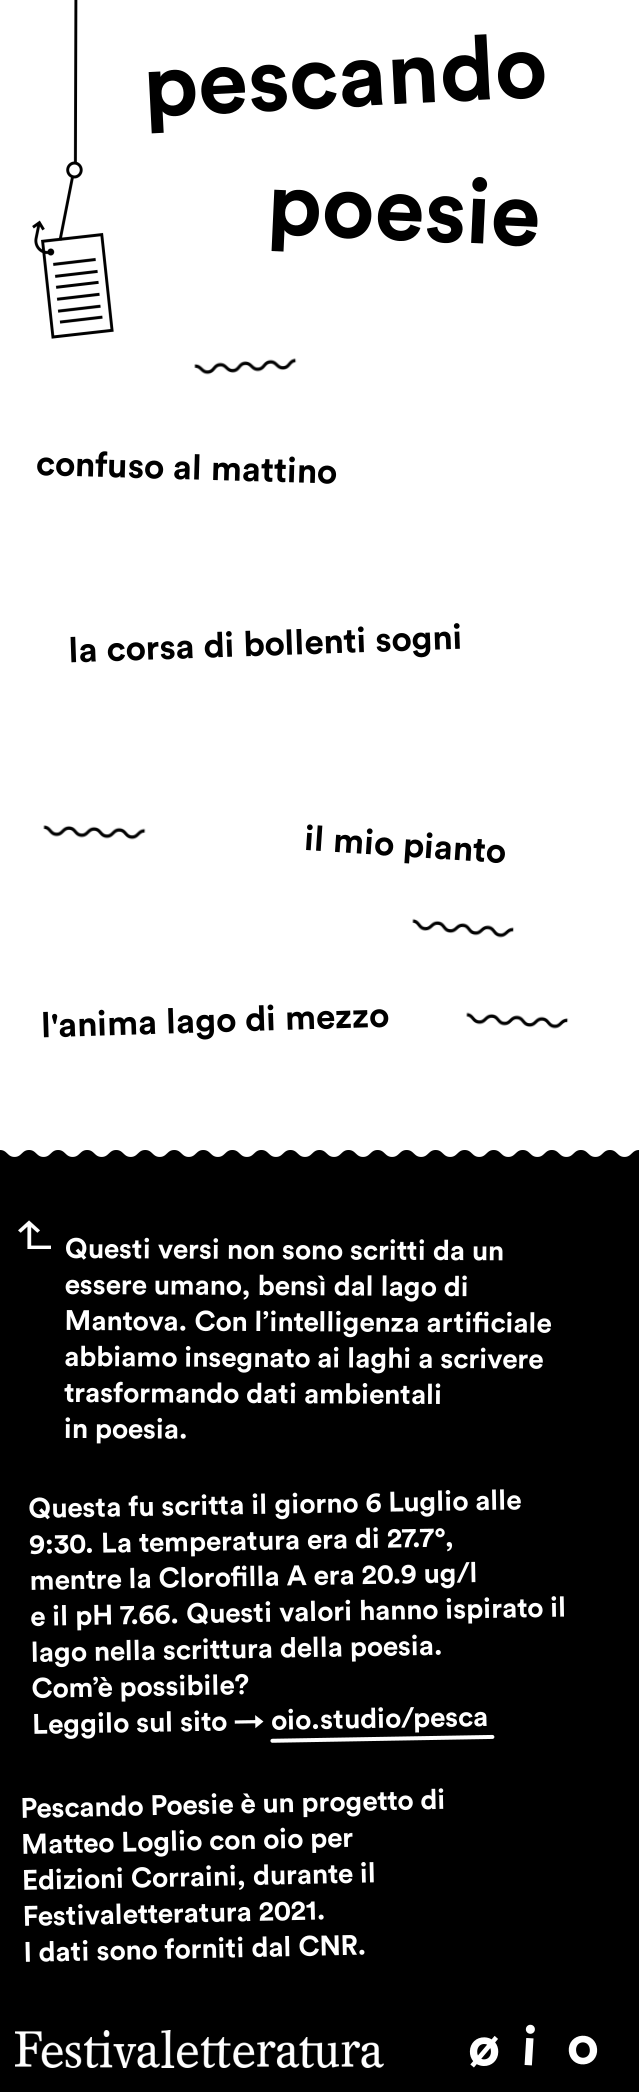 pescando
poesie
confuso al mattino
la corsa di bollenti sogni
il mio pianto
l'anima lago di mezzo
Questi versi non sono scritti da un
essere umano, bensì dal lago di
Mantova. Con l’intelligenza artificiale
abbiamo insegnato ai laghi a scrivere
trasformando dati ambientali
in poesia.
Questa fu scritta il giorno 6 Luglio alle
9:30. La temperatura era di 27.7°,
mentre la Clorofilla A era 20.9 ug/l
e il pH 7.66. Questi valori hanno ispirato il
lago nella scrittura della poesia.
Com’è possibile?
Leggilo sul sito → oio.studio/pesca
Pescando Poesie è un progetto di
Matteo Loglio con oio per
Edizioni Corraini, durante il
Festivaletteratura 2021.
I dati sono forniti dal CNR.
Festivaletteratura ø i o